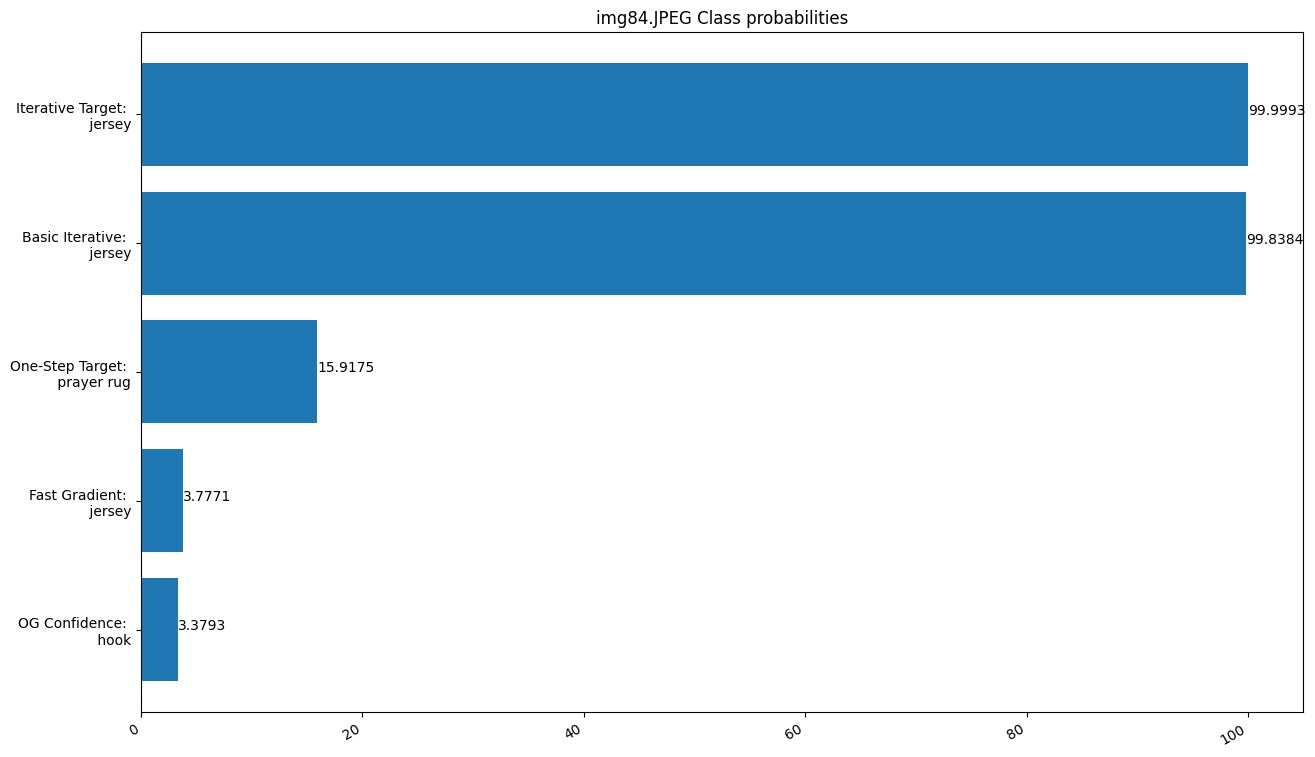 img84.JPEG Class probabilities
Iterative Target:
jersey
99.9993
Basic Iterative:
jersey
99.8384
One-Step Target:
prayer rug
15.9175
Fast Gradient:
jersey
3.7771
OG Confidence:
hook
3.3793
0 20 40 60 80 100